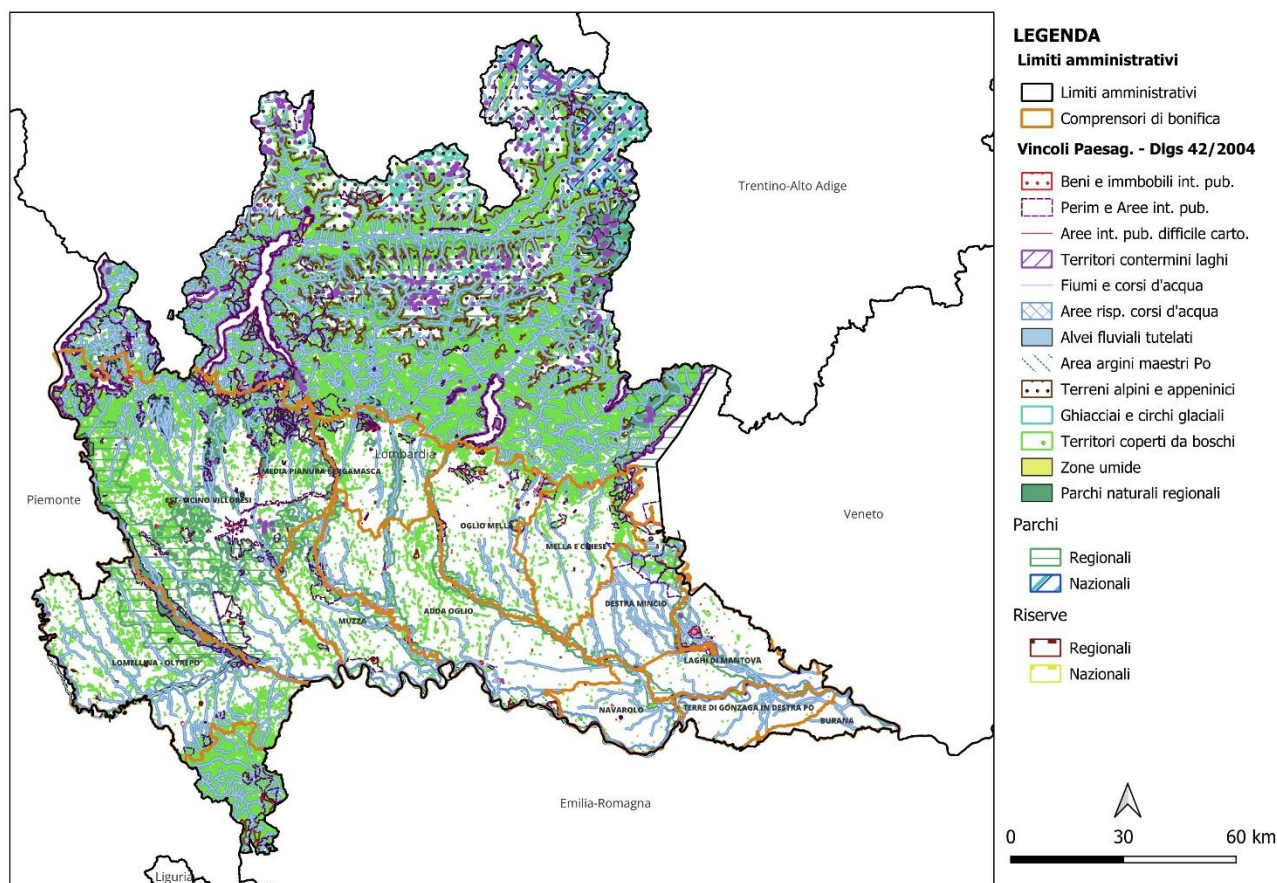 Trentino-Alto Adige
Lombardia
MEDIA PIANURA BERGAMASCA
Piemonte
EST- TICINO VILLORESI
Veneto
OGLIO MELLA
MELLA E CHIESE
DESTRA MINCIO
ADDA OGLIO
MUZZA
LAGHI DI MANTOVA
LOMELLINA - OLTREPO
NAVAROLO
TERRE DI GONZAGA IN DESTRA PO
BURANA
Emilia-Romagna
Liguria
LEGENDA
Limiti amministrativi
Limiti amministrativi
Comprensori di bonifica
Vincoli Paesag. - Dlgs 42/2004
Beni e immobili int. pub.
Perim e Aree int. pub.
Aree int. pub. difficile carto.
Territori contermini laghi
Fiumi e corsi d'acqua
Aree risp. corsi d'acqua
Alvei fluviali tutelati
Area argini maestri Po
Terreni alpini e appeninici
Ghiacciai e circhi glaciali
Territori coperti da boschi
Zone umide
Parchi naturali regionali
Parchi
Regionali
Nazionali
Riserve
Regionali
Nazionali
0 30 60 km